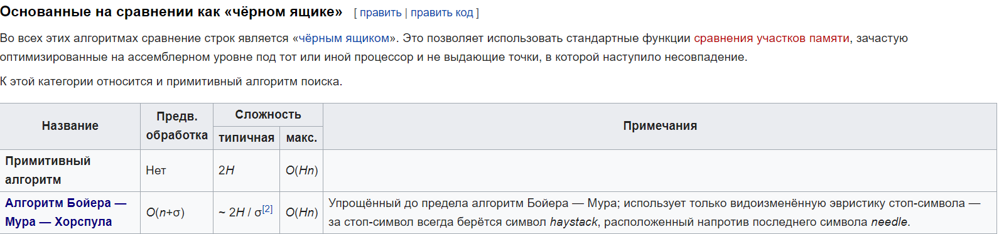 Основанные на сравнении как «чёрном ящике» [ править | править код ]
Во всех этих алгоритмах сравнение строк является «чёрным ящиком». Это позволяет использовать стандартные функции сравнения участков памяти, зачастую
оптимизированные на ассемблерном уровне под тот или иной процессор и не выдающие точки, в которой наступило несовпадение.
К этой категории относится и примитивный алгоритм поиска.
Название
Предв.
обработка
Сложность
типичная
макс.
Примечания
Примитивный
алгоритм
Нет
2H
O(Hn)
Алгоритм Бойера —
Мура — Хорспула
O(n+σ)
~ 2H / σ[2]
O(Hn)
Упрощённый до предела алгоритм Бойера — Мура; использует только видоизменённую эвристику стоп-символа —
за стоп-символ всегда берётся символ haystack, расположенный напротив последнего символа needle.